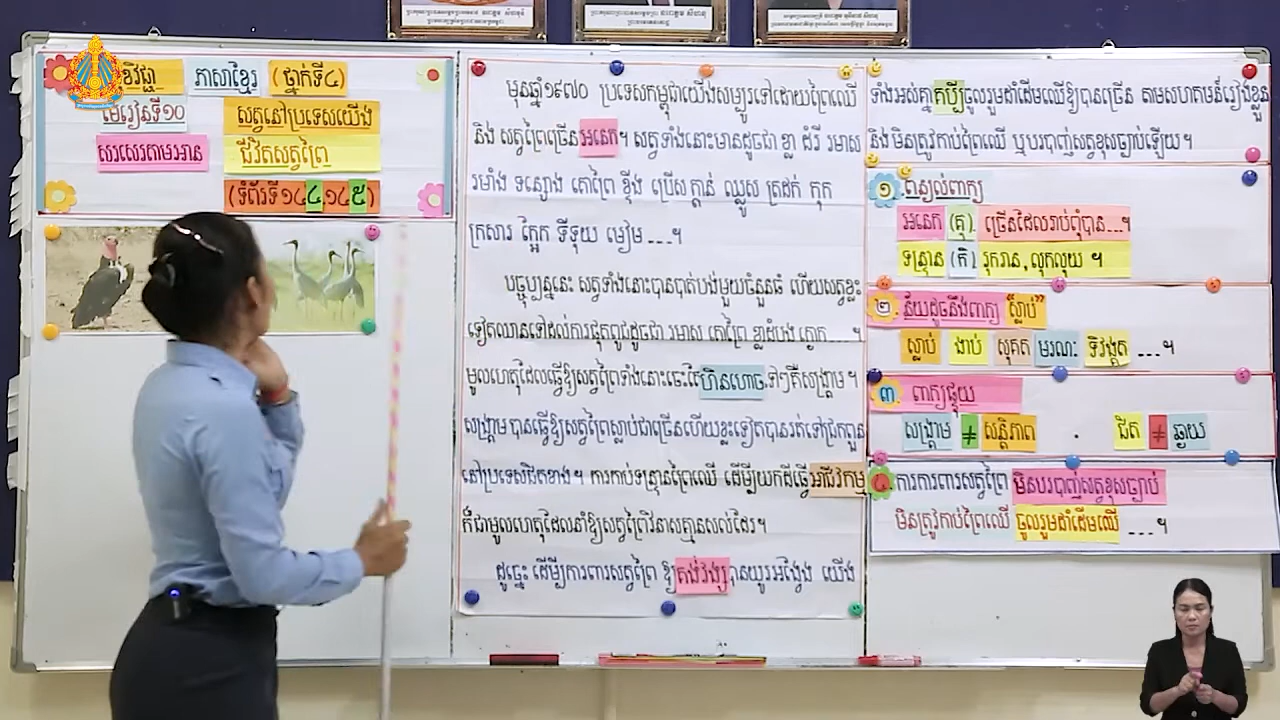 មុខវិជ្ជា ភាសាខ្មែរ (ថ្នាក់ទី៤)
មេរៀនទី១០ សត្វនៅប្រទេសយើង
សរសេរតាមអាន ជីវិតសត្វព្រៃ
(ទំព័រទី១៤៤,១៤៥)
មុនឆ្នាំ១៩៧០ ប្រទេសកម្ពុជាយើងសម្បូរទៅដោយព្រៃឈើ
និង សត្វព្រៃច្រើនអនេក។ សត្វទាំងនោះមានដូចជា ខ្លា ដំរី រមាស
រមាំង ទន្សោង គោព្រៃ ខ្ទីង ប្រើស ក្តាន់ ឈ្លូស ត្រដក់ កុក
ក្រសារ ក្អែក ទីទុយ មៀម ...។
បច្ចុប្បន្ននេះ សត្វទាំងនោះបានបាត់បង់មួយចំនួនធំ ហើយសត្វខ្លះ
ទៀតឈានទៅដល់ការផុតពូជដូចជា រមាស គោព្រៃ ខ្លាដំបង ត្មោក...។
មូលហេតុដែលធ្វើឱ្យសត្វព្រៃទាំងនោះចេះតែហិនហោច ទៅៗគឺសង្គ្រាម។
សង្គ្រាម បានធ្វើឱ្យសត្វព្រៃស្លាប់ជាច្រើនហើយខ្លះទៀតបានរត់ទៅជ្រកពួន
នៅប្រទេសជិតខាង។ ការកាប់ទន្ទ្រានព្រៃឈើ ដើម្បីយកដីធ្វើអាជីវកម្ម
ក៏ជាមូលហេតុដែលនាំឱ្យសត្វព្រៃវិនាសគ្មានសល់ដែរ។
ដូច្នេះ ដើម្បីការពារសត្វព្រៃ ឱ្យគង់វង្ស បានយូរអង្វែង យើង
ទាំងអស់គ្នាគប្បីចូលរួមដាំដើមឈើឱ្យបានច្រើន តាមសហគមន៍រៀងខ្លួន
និងមិនត្រូវកាប់ព្រៃឈើ ឬបរបាញ់សត្វខុសច្បាប់ឡើយ។
១ ពន្យល់ពាក្យ
អនេក (គុ) ច្រើនដែលរាប់ពុំបាន...។
ទន្ទ្រាន (កិ) រុករាន, លុកលុយ ។
២ ន័យដូចនឹងពាក្យ "ស្លាប់"
ស្លាប់ ងាប់ សុគត មរណៈ ទិវង្គត ...។
៣ ពាក្យផ្ទុយ
សង្គ្រាម ≠ សន្តិភាព . ជិត ≠ ឆ្ងាយ
៤. ការការពារសត្វព្រៃ មិនបរបាញ់សត្វខុសច្បាប់
មិនត្រូវកាប់ព្រៃឈើ ចូលរួមដាំដើមឈើ ...។